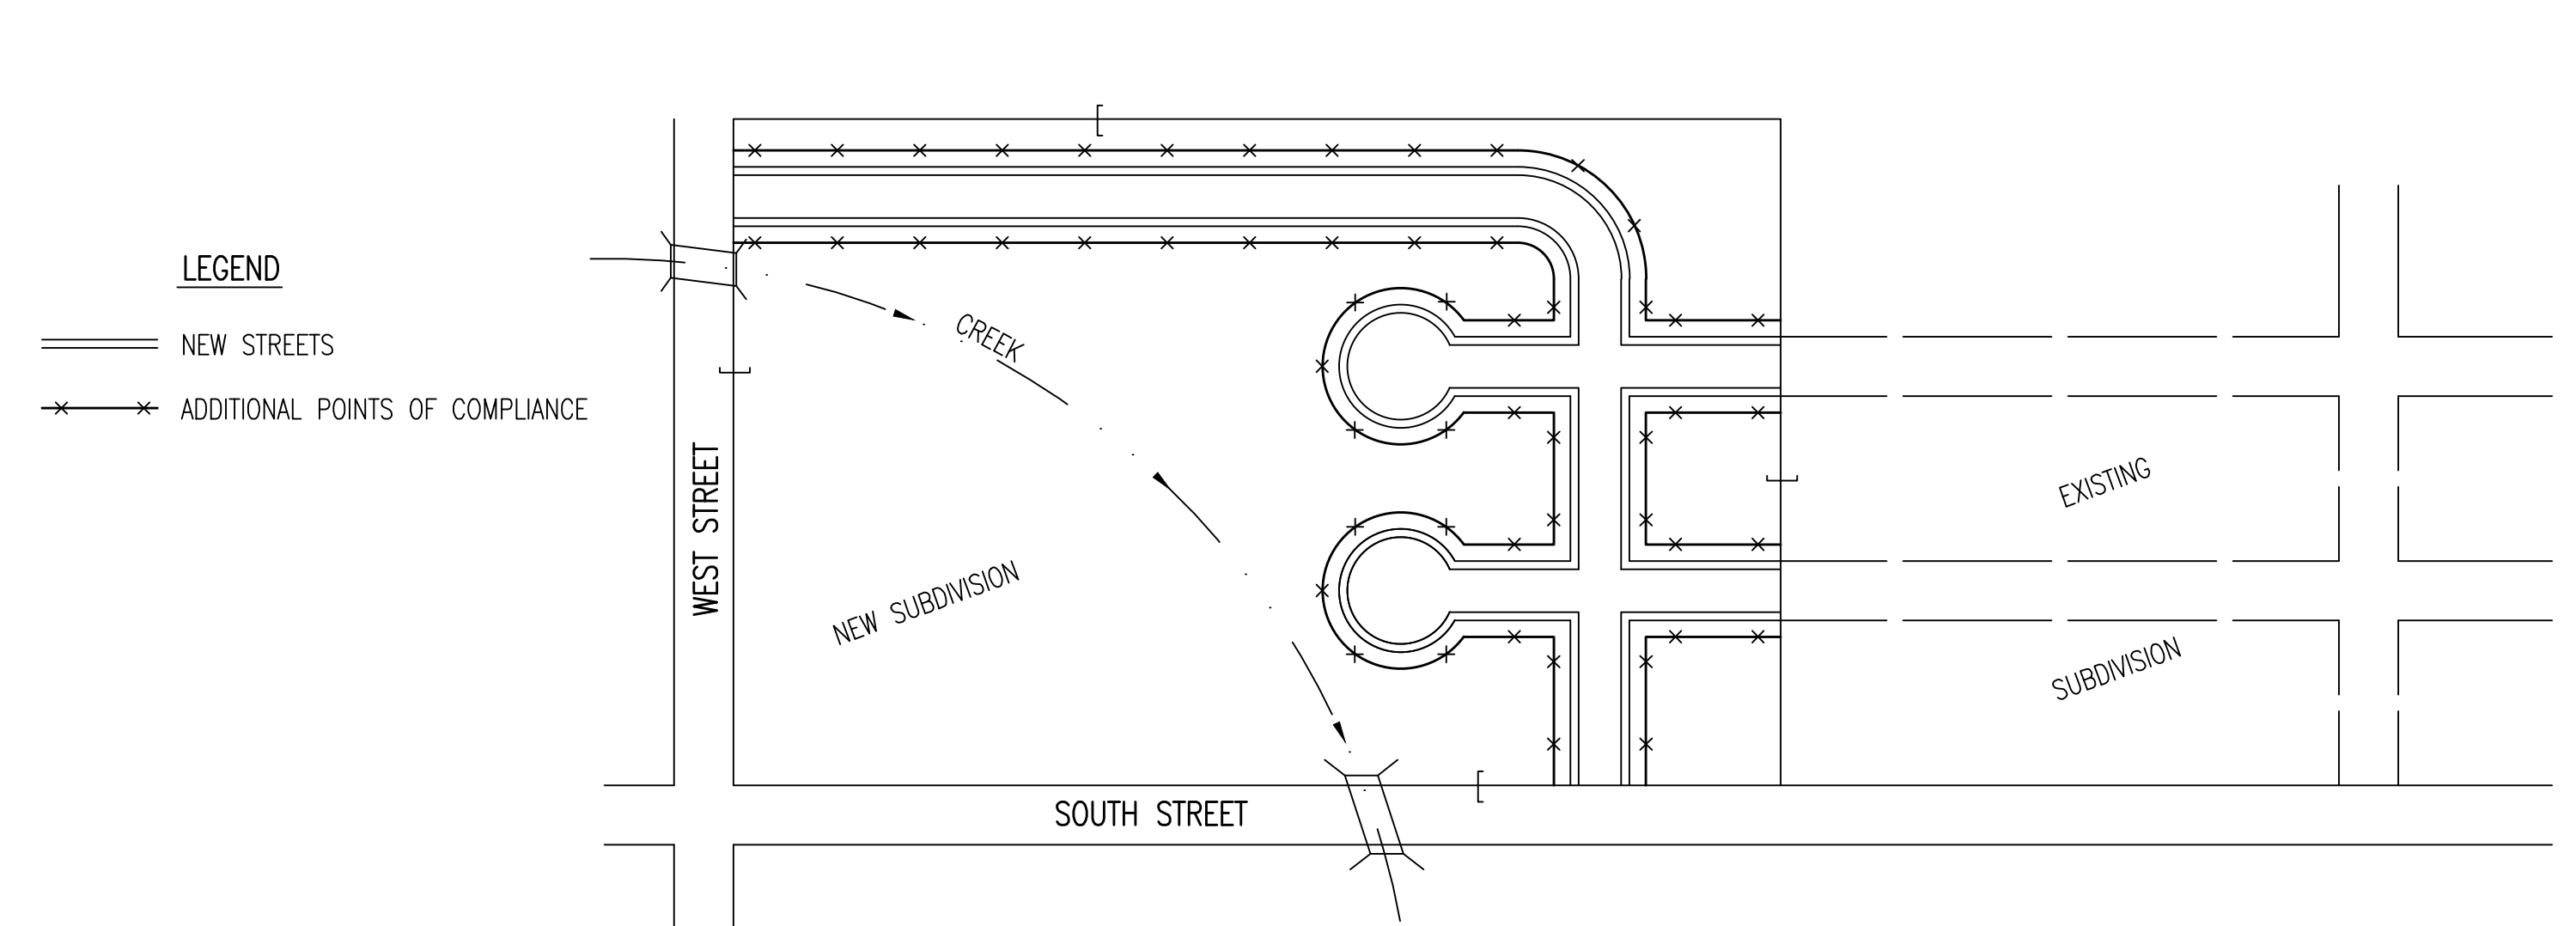 LEGEND
NEW STREETS
ADDITIONAL POINTS OF COMPLIANCE
CREEK
WEST STREET
NEW SUBDIVISION
EXISTING
SUBDIVISION
SOUTH STREET